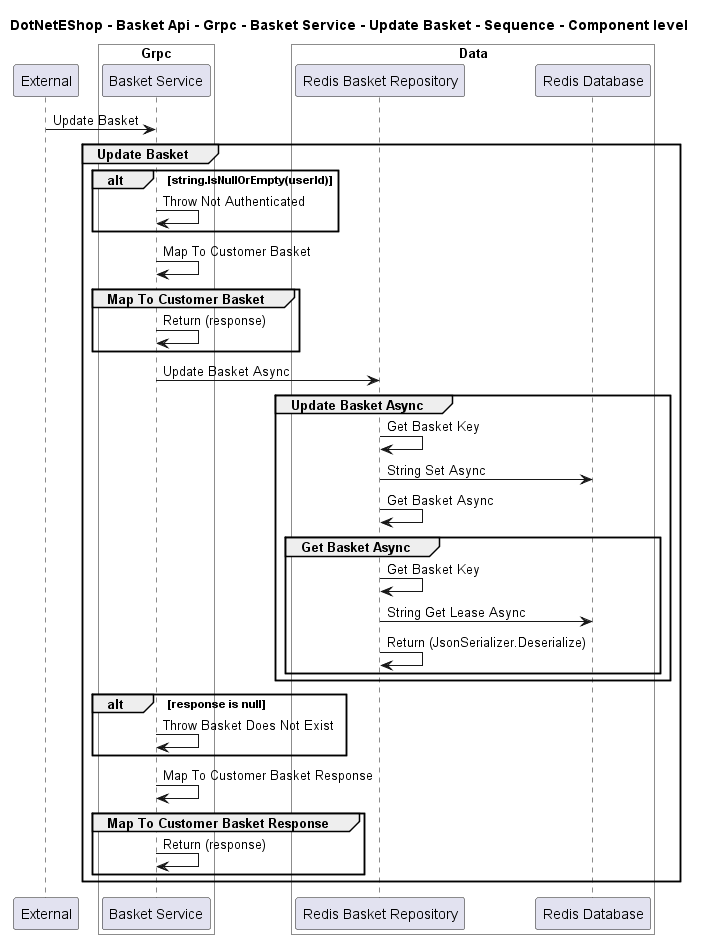 DotNetEShop - Basket Api - Grpc - Basket Service - Update Basket - Sequence - Component level
Grpc
Data
External
Basket Service
Redis Basket Repository
Redis Database
Update Basket
Update Basket
alt
[string.IsNullOrEmpty(userId)]
Throw Not Authenticated
Map To Customer Basket
Map To Customer Basket
Return (response)
Update Basket Async
Update Basket Async
Get Basket Key
String Set Async
Get Basket Async
Get Basket Async
Get Basket Key
String Get Lease Async
Return (JsonSerializer.Deserialize)
alt
[response is null]
Throw Basket Does Not Exist
Map To Customer Basket Response
Map To Customer Basket Response
Return (response)
External
Basket Service
Redis Basket Repository
Redis Database